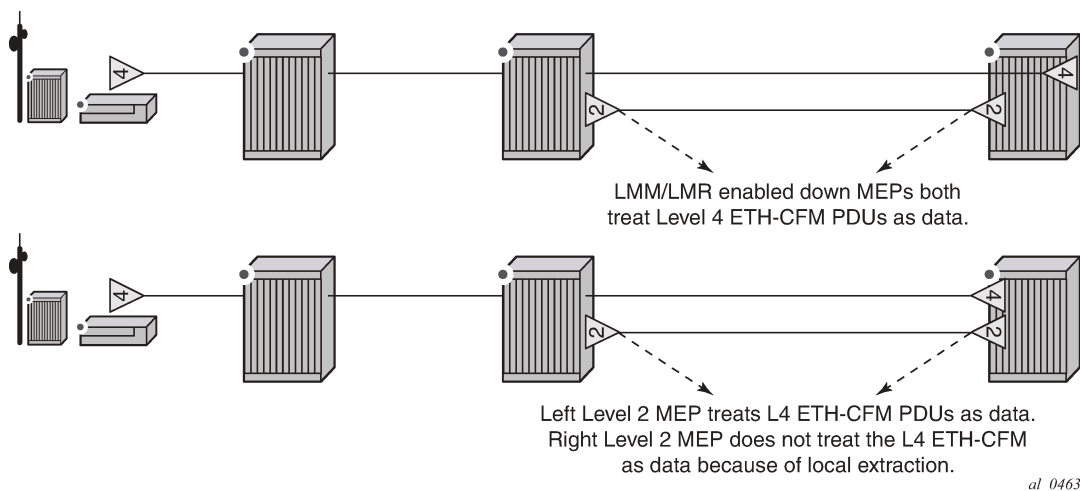 4
4
2
2
LMM/LMR enabled down MEPs both
treat Level 4 ETH-CFM PDUs as data.
4
4
2
2
Left Level 2 MEP treats L4 ETH-CFM PDUs as data.
Right Level 2 MEP does not treat the L4 ETH-CFM
as data because of local extraction.
al_0463